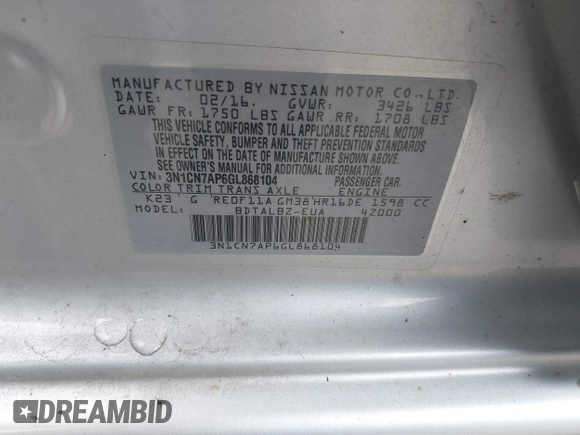 MANUFACTURED BY NISSAN MOTOR CO., LTD.
DATE: 02/16. GVWR: 3426 LBS
GAWR FR: 1750 LBS GAWR RR: 1708 LBS
THIS VEHICLE CONFORMS TO ALL APPLICABLE FEDERAL MOTOR
VEHICLE SAFETY, BUMPER AND THEFT PREVENTION STANDARDS
IN EFFECT ON THE DATE OF MANUFACTURE SHOWN ABOVE.
SEE OWNER'S MANUAL FOR ADDITIONAL INFORMATION.
VIN: 3N1CN7AP6GL868104 PASSENGER CAR.
COLOR TRIM TRANS AXLE ENGINE
K23 G RE0F11A GM38 HR16DE 1598 CC
MODEL: BDTALBZ-EUA 42000
3N1CN7AP6GL868104
DREAMBID